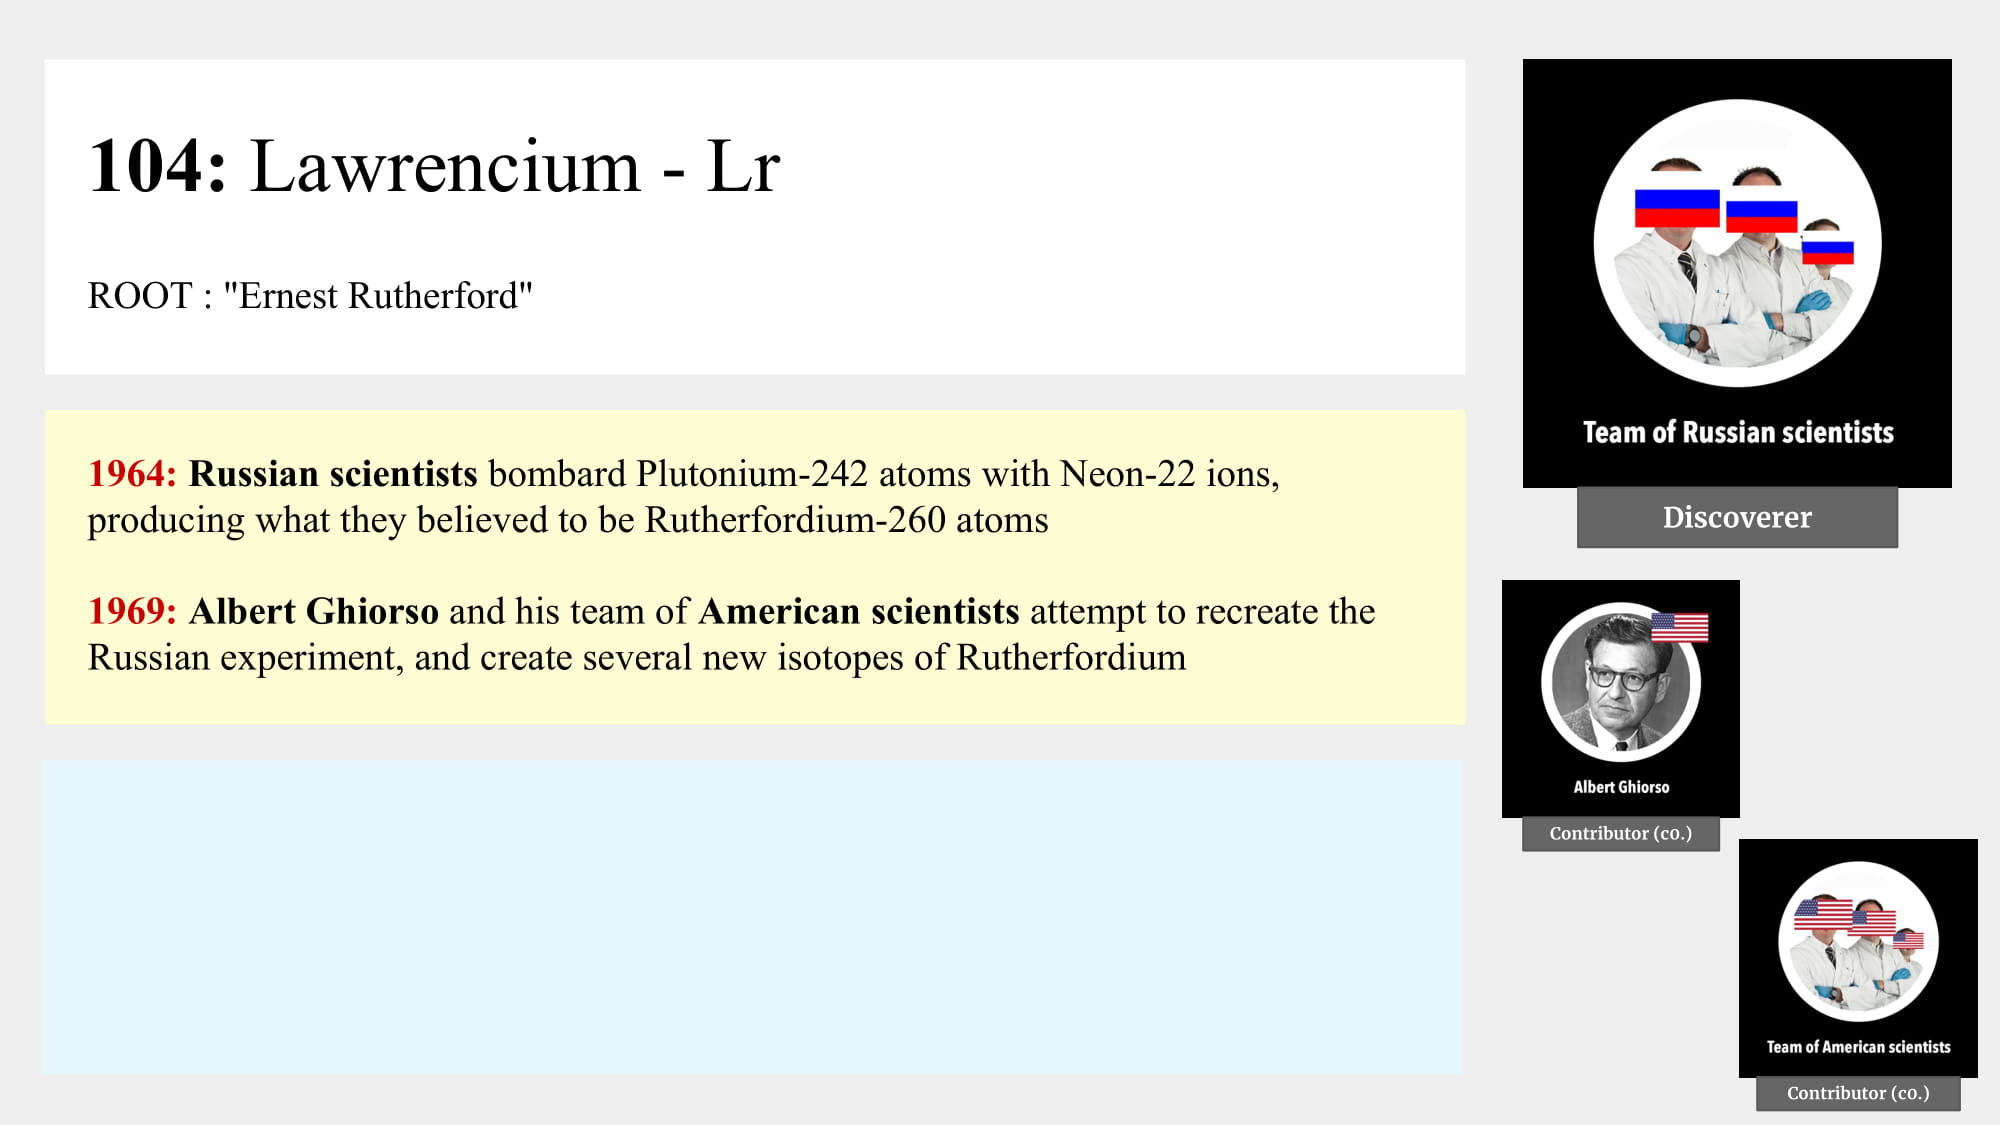 104: Lawrencium - Lr
ROOT : "Ernest Rutherford"
1964: Russian scientists bombard Plutonium-242 atoms with Neon-22 ions,
producing what they believed to be Rutherfordium-260 atoms
1969: Albert Ghiorso and his team of American scientists attempt to recreate the
Russian experiment, and create several new isotopes of Rutherfordium
Team of Russian scientists
Discoverer
Albert Ghiorso
Contributor (co.)
Team of American scientists
Contributor (co.)